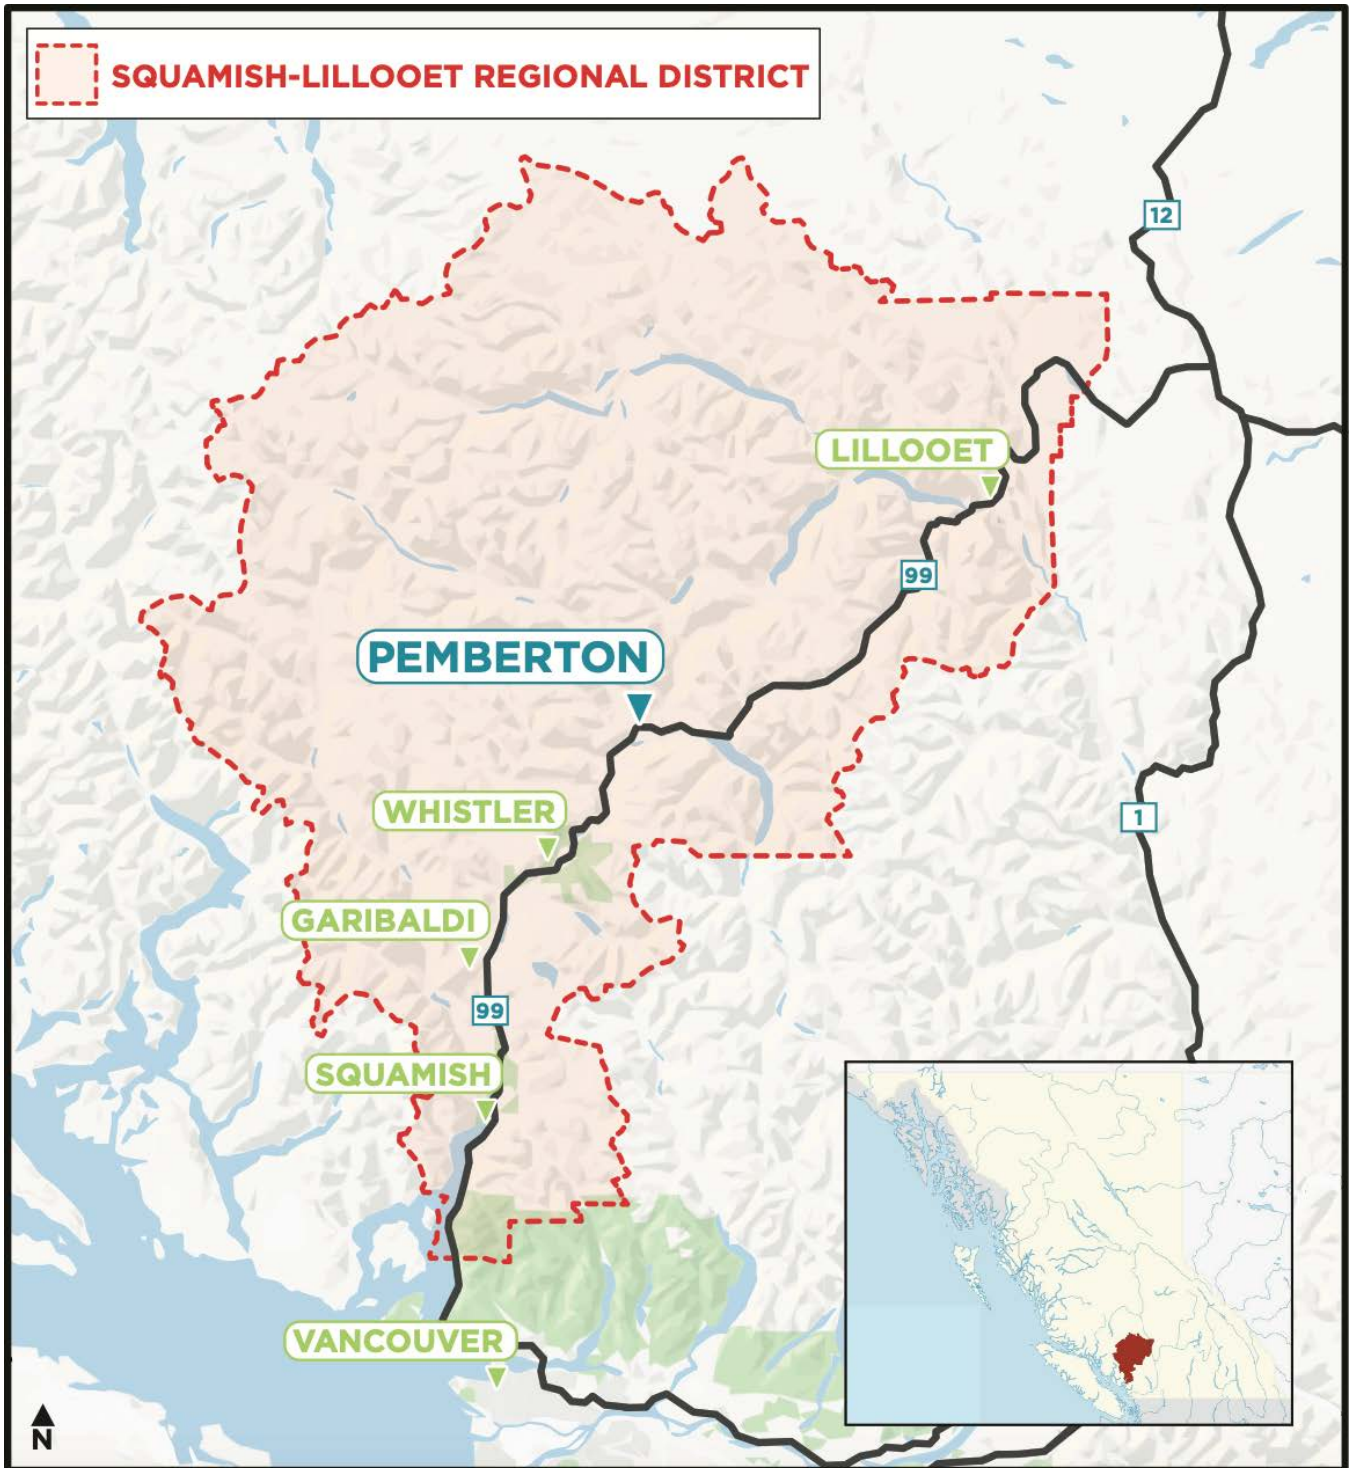 SQUAMISH-LILLOOET REGIONAL DISTRICT
12
LILLOOET
99
PEMBERTON
WHISTLER
1
GARIBALDI
99
SQUAMISH
VANCOUVER
N